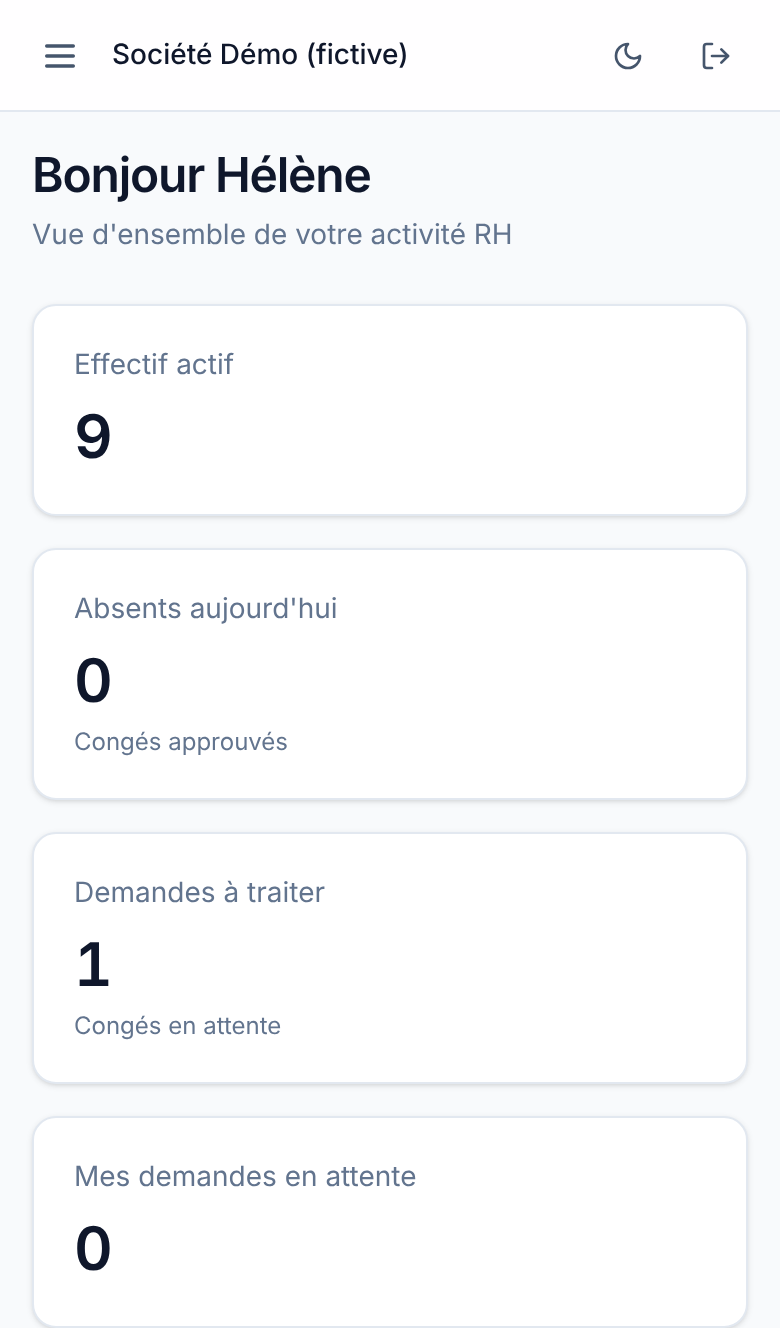 Société Démo (fictive)
Bonjour Hélène
Vue d'ensemble de votre activité RH
Effectif actif
9
Absents aujourd'hui
0
Congés approuvés
Demandes à traiter
1
Congés en attente
Mes demandes en attente
0